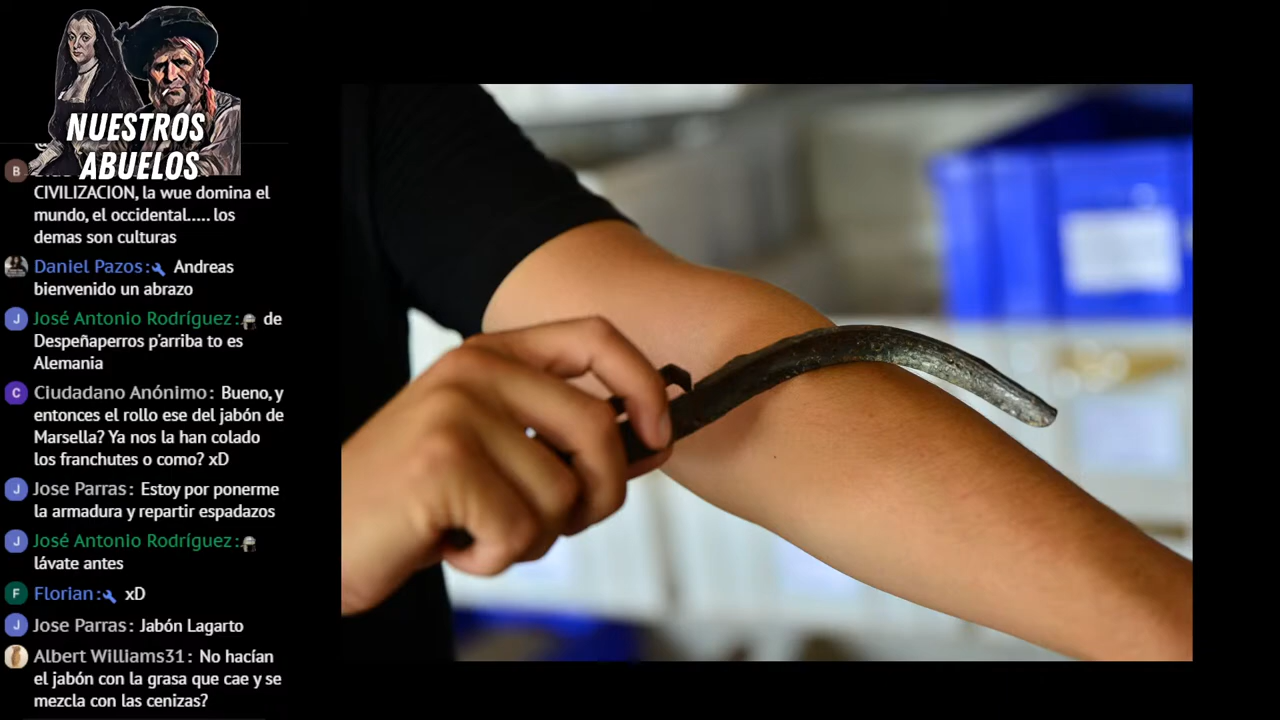 NUESTROS
ABUELOS
CIVILIZACION, la wue domina el
mundo, el occidental..... los
demas son culturas
Daniel Pazos: Andreas
bienvenido un abrazo
José Antonio Rodríguez: de
Despeñaperros p'arriba to es
Alemania
Ciudadano Anónimo: Bueno, y
entonces el rollo ese del jabón de
Marsella? Ya nos la han colado
los franchutes o como? xD
Jose Parras: Estoy por ponerme
la armadura y repartir espadazos
José Antonio Rodríguez:
lávate antes
Florian: xD
Jose Parras: Jabón Lagarto
Albert Williams31: No hacían
el jabón con la grasa que cae y se
mezcla con las cenizas?